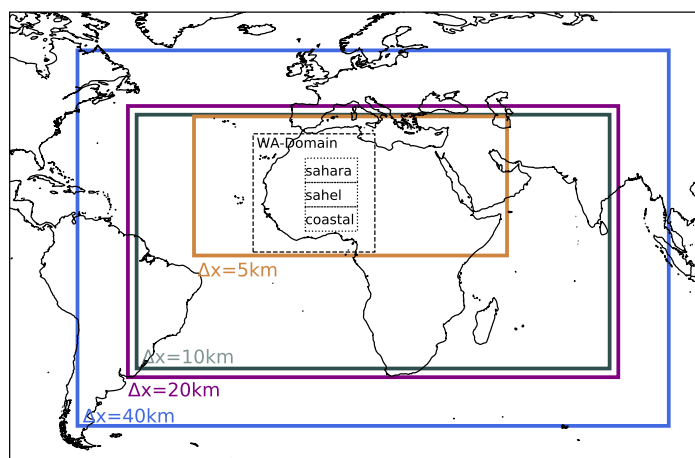 WA-Domain
sahara
sahel
coastal
Δx=5km
Δx=10km
Δx=20km
Δx=40km